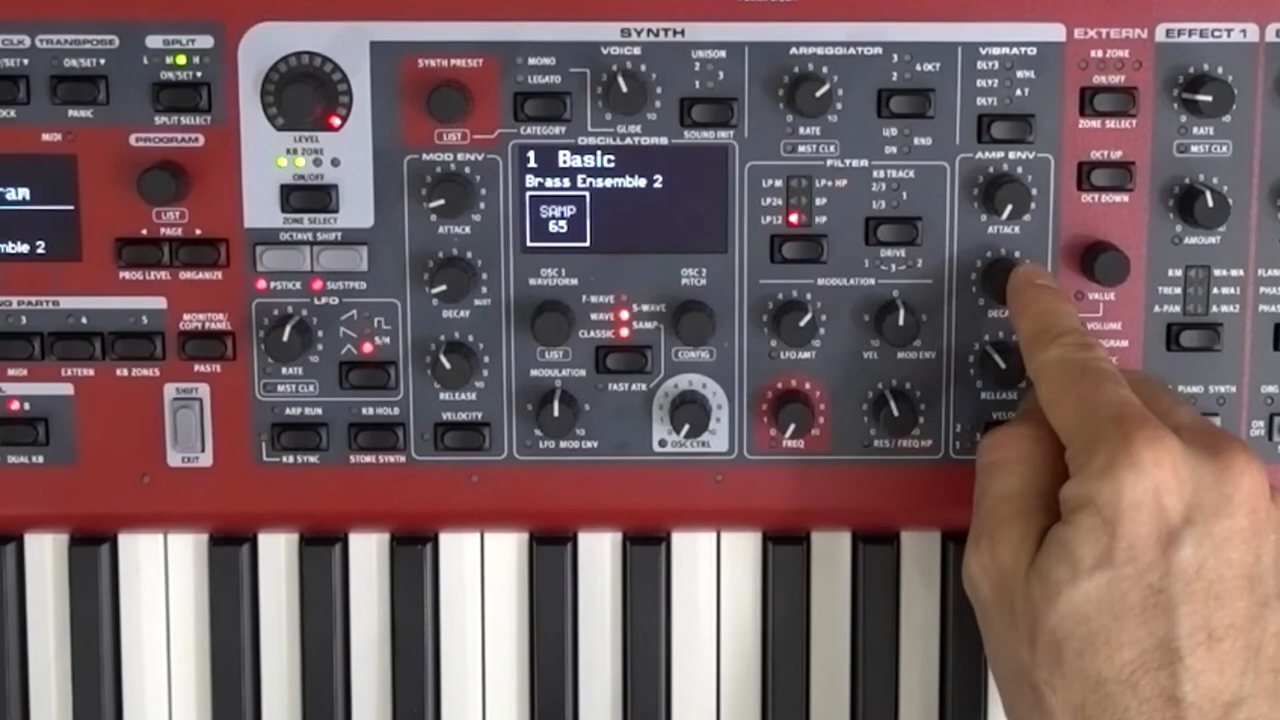 SYNTH
CLK
TRANSPOSE
SPLIT
EXTERN
EFFECT 1
ON/SET▼
ON/SET▼
L
M
H
ON/SET▼
PANIC
SPLIT SELECT
MIDI
PROGRAM
LIST
◄ PAGE ►
PROG LEVEL
ORGANIZE
ram
mble 2
LEVEL
KB ZONE
ON/OFF
ZONE SELECT
OCTAVE SHIFT
PSTICK
SUSTPED
SYNTH PRESET
LIST
MONO
LEGATO
CATEGORY
VOICE
GLIDE
UNISON
2
3
1
SOUND INIT
ARPEGGIATOR
RATE
MST CLK
3
4 OCT
2
U/D
RND
DN
VIBRATO
DLY3
WHL
DLY2
A T
DLY1
KB ZONE
ON/OFF
ZONE SELECT
OCT UP
OCT DOWN
VALUE
VOLUME
RATE
MST CLK
AMOUNT
RM
WA-WA
TREM
A-WA1
A-PAN
A-WA2
MOD ENV
ATTACK
DECAY
SUST
RELEASE
VELOCITY
OSCILLATORS
1 Basic
Brass Ensemble 2
SAMP
65
OSC 1
WAVEFORM
LIST
F-WAVE
S-WAVE
WAVE
SAMP
CLASSIC
FAST ATK
OSC 2
PITCH
CONFIG
MODULATION
LFO
MOD ENV
OSC CTRL
FILTER
LP M
LP+HP
LP24
BP
LP12
HP
KB TRACK
2/3
1
1/3
DRIVE
1
2
3
MODULATION
LFO AMT
VEL
MOD ENV
FREQ
RES / FREQ HP
AMP ENV
ATTACK
RELEASE
LFO
RATE
MST CLK
S/H
ARP RUN
KB HOLD
KB SYNC
STORE SYNTH
PARTS
3
4
5
MIDI
EXTERN
KB ZONES
MONITOR/
COPY PANEL
PASTE
SHIFT
EXIT
B
DUAL KB
PIANO
SYNTH
ON
OFF